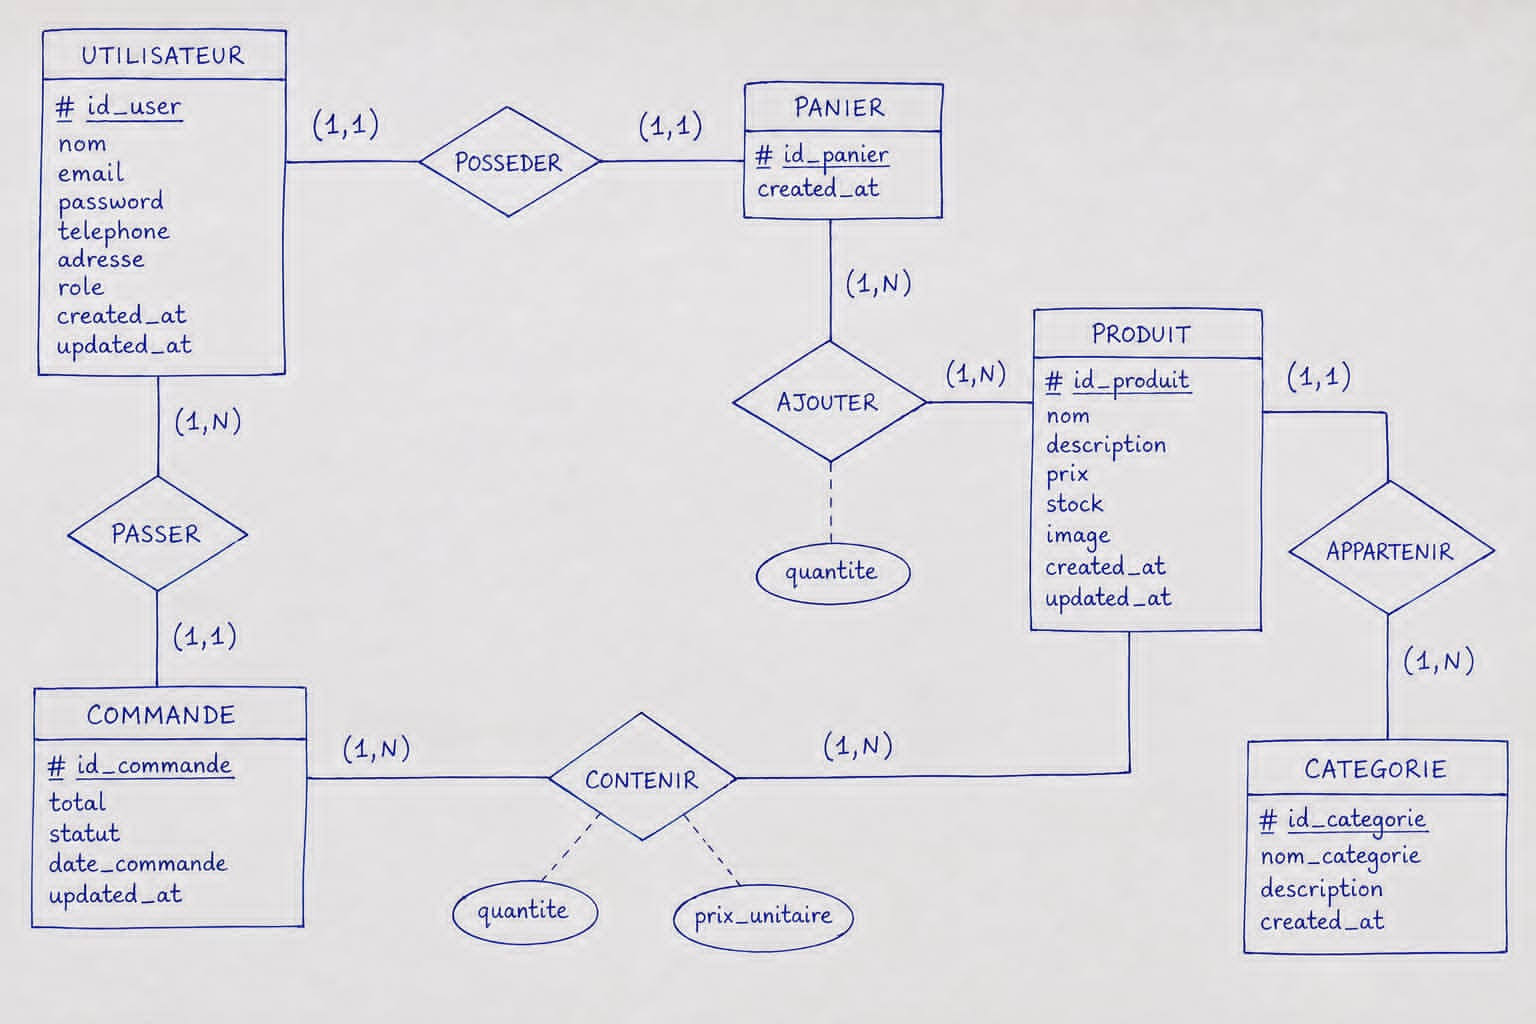 UTILISATEUR
# id_user
nom
email
password
telephone
adresse
role
created_at
updated_at
(1,1)
POSSEDER
(1,1)
PANIER
# id_panier
created_at
(1,N)
AJOUTER
(1,N)
quantite
PRODUIT
# id_produit
nom
description
prix
stock
image
created_at
updated_at
(1,1)
APPARTENIR
(1,N)
CATEGORIE
# id_categorie
nom_categorie
description
created_at
(1,N)
PASSER
(1,1)
COMMANDE
# id_commande
total
statut
date_commande
updated_at
(1,N)
CONTENIR
(1,N)
quantite
prix_unitaire